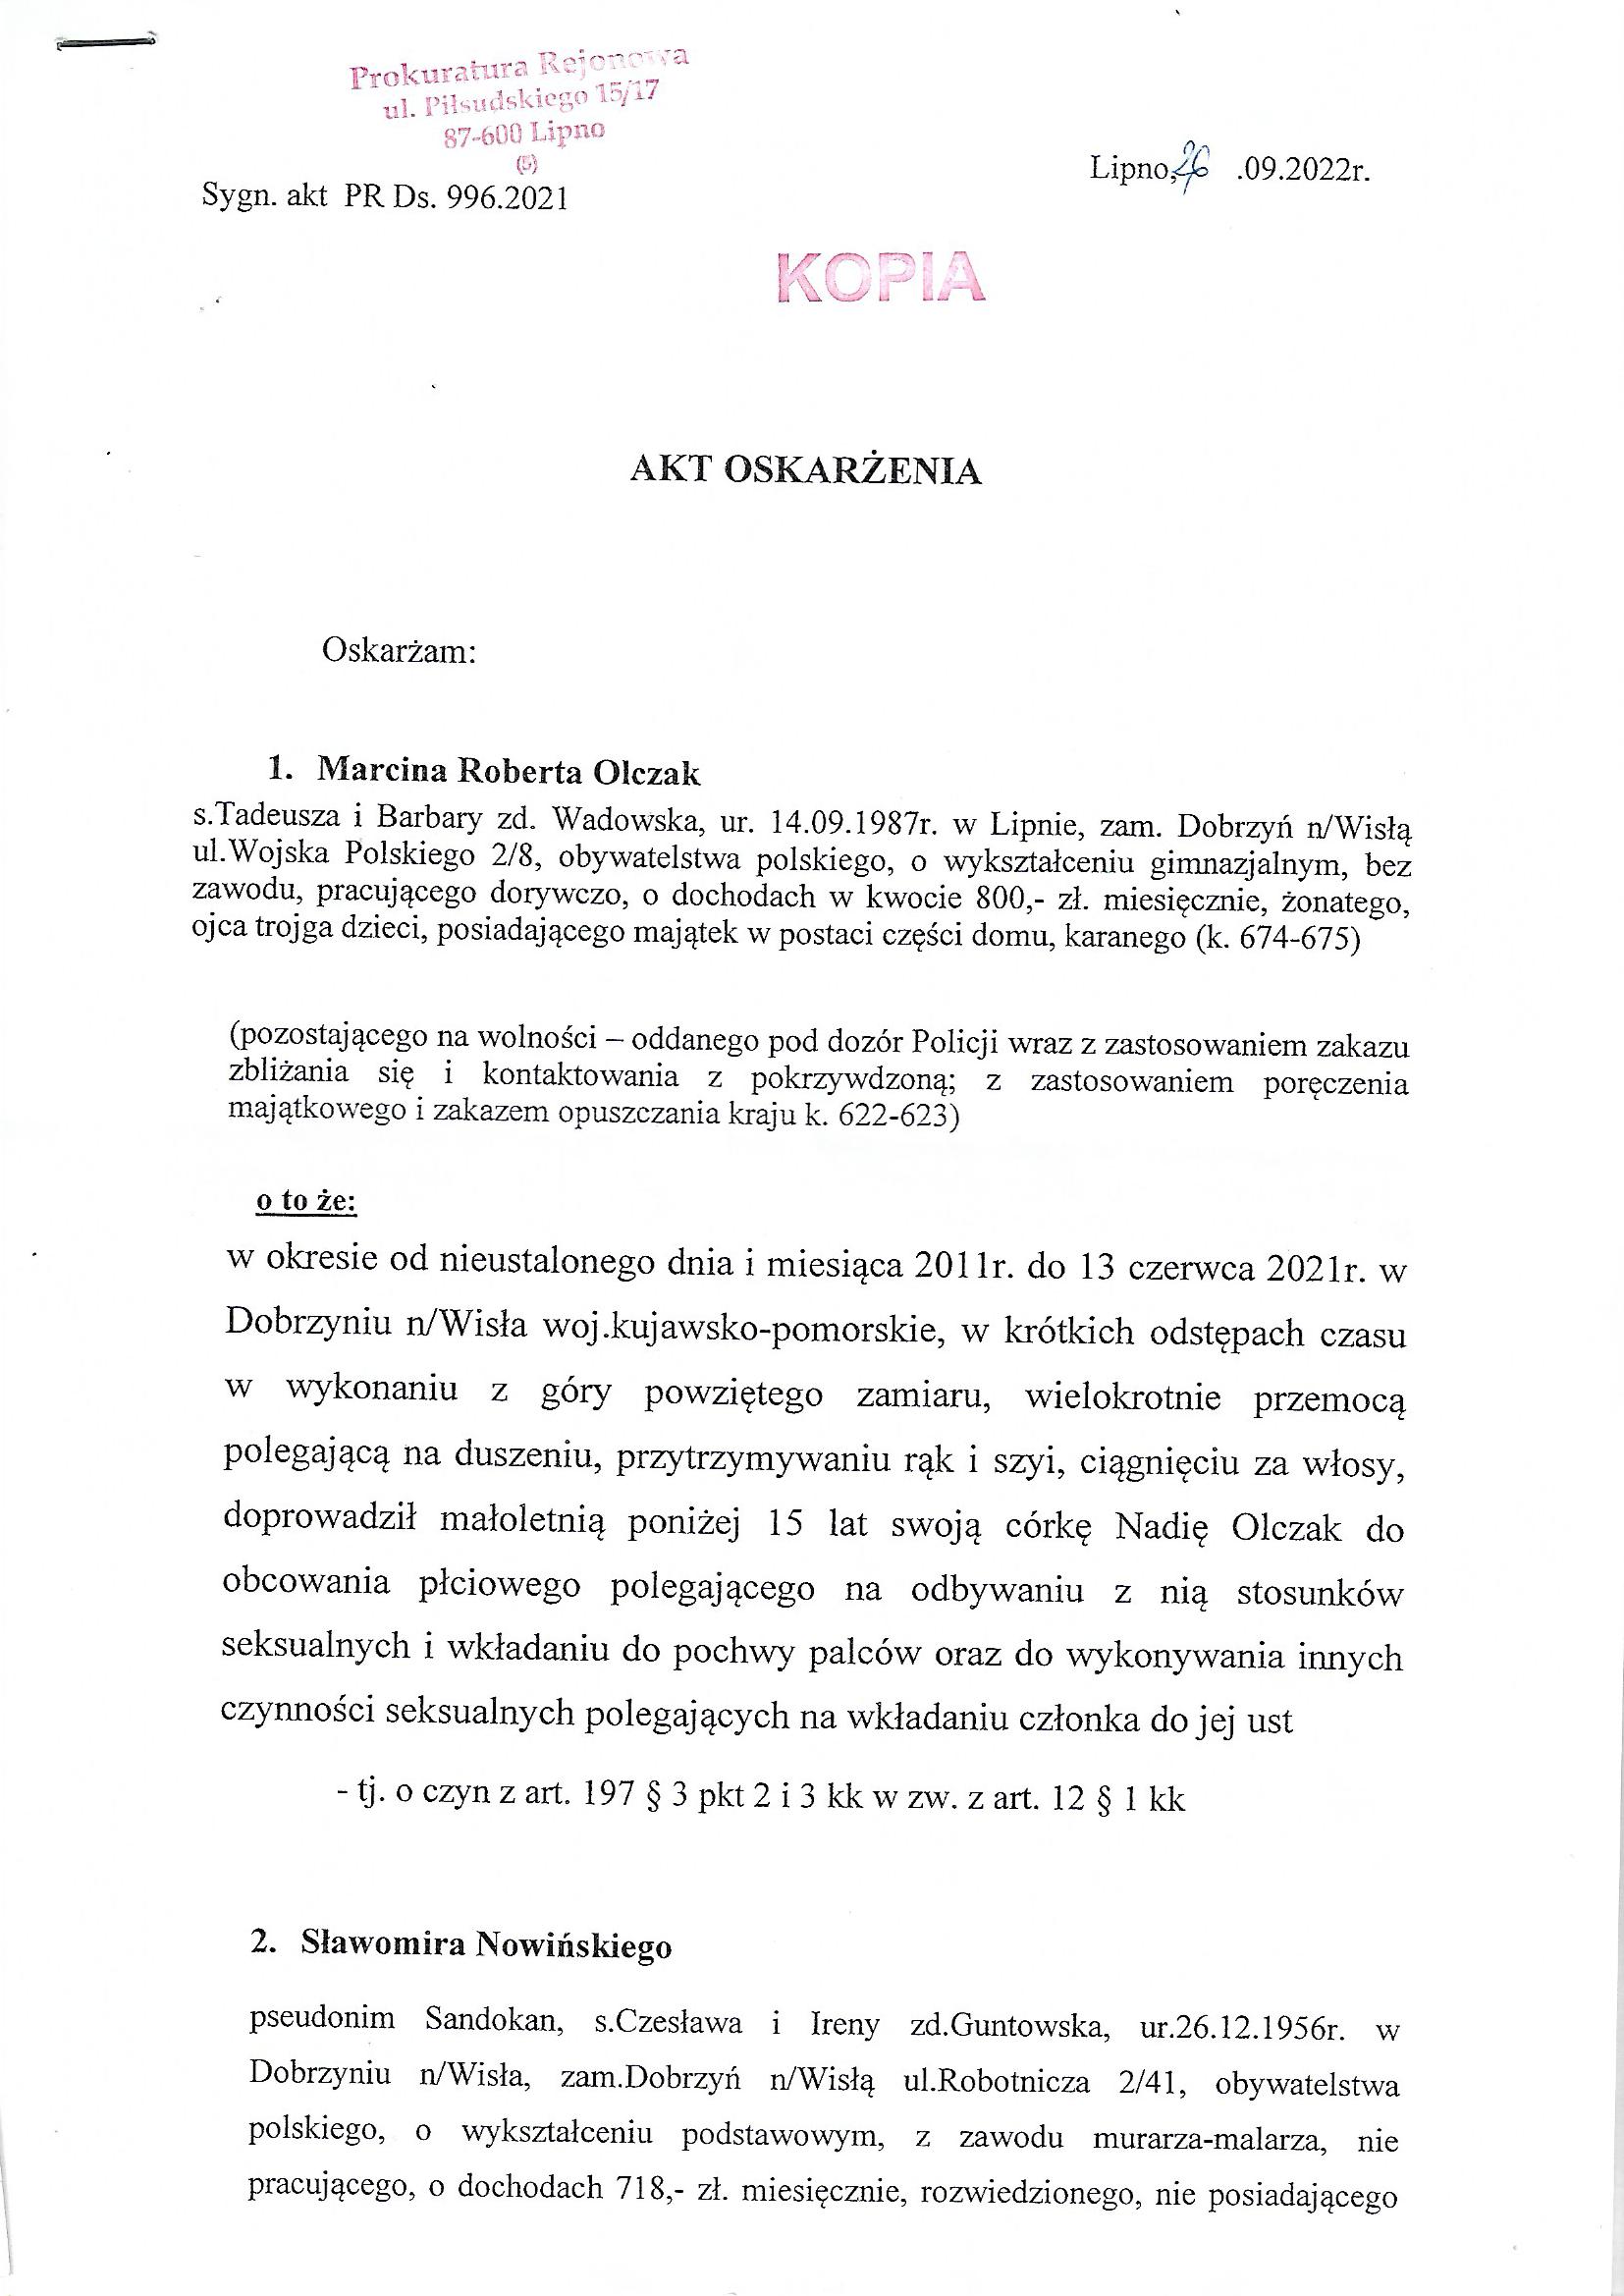 Prokuratura Rejonowa
ul. Piłsudskiego 15/17
87-600 Lipno
(5)
Lipno, 26 .09.2022r.
Sygn. akt PR Ds. 996.2021
KOPIA
AKT OSKARŻENIA
Oskarżam:
1. Marcina Roberta Olczak
s.Tadeusza i Barbary zd. Wadowska, ur. 14.09.1987r. w Lipnie, zam. Dobrzyń n/Wisłą
ul.Wojska Polskiego 2/8, obywatelstwa polskiego, o wykształceniu gimnazjalnym, bez
zawodu, pracującego dorywczo, o dochodach w kwocie 800,- zł. miesięcznie, żonatego,
ojca trojga dzieci, posiadającego majątek w postaci części domu, karanego (k. 674-675)
(pozostającego na wolności – oddanego pod dozór Policji wraz z zastosowaniem zakazu
zbliżania się i kontaktowania z pokrzywdzoną; z zastosowaniem poręczenia
majątkowego i zakazem opuszczania kraju k. 622-623)
o to że:
w okresie od nieustalonego dnia i miesiąca 2011r. do 13 czerwca 2021r. w
Dobrzyniu n/Wisła woj.kujawsko-pomorskie, w krótkich odstępach czasu
w wykonaniu z góry powziętego zamiaru, wielokrotnie przemocą
polegającą na duszeniu, przytrzymywaniu rąk i szyi, ciągnięciu za włosy,
doprowadził małoletnią poniżej 15 lat swoją córkę Nadię Olczak do
obcowania płciowego polegającego na odbywaniu z nią stosunków
seksualnych i wkładaniu do pochwy palców oraz do wykonywania innych
czynności seksualnych polegających na wkładaniu członka do jej ust
- tj. o czyn z art. 197 § 3 pkt 2 i 3 kk w zw. z art. 12 § 1 kk
2. Sławomira Nowińskiego
pseudonim Sandokan, s.Czesława i Ireny zd.Guntowska, ur.26.12.1956r. w
Dobrzyniu n/Wisła, zam.Dobrzyń n/Wisłą ul.Robotnicza 2/41, obywatelstwa
polskiego, o wykształceniu podstawowym, z zawodu murarza-malarza, nie
pracującego, o dochodach 718,- zł. miesięcznie, rozwiedzionego, nie posiadającego